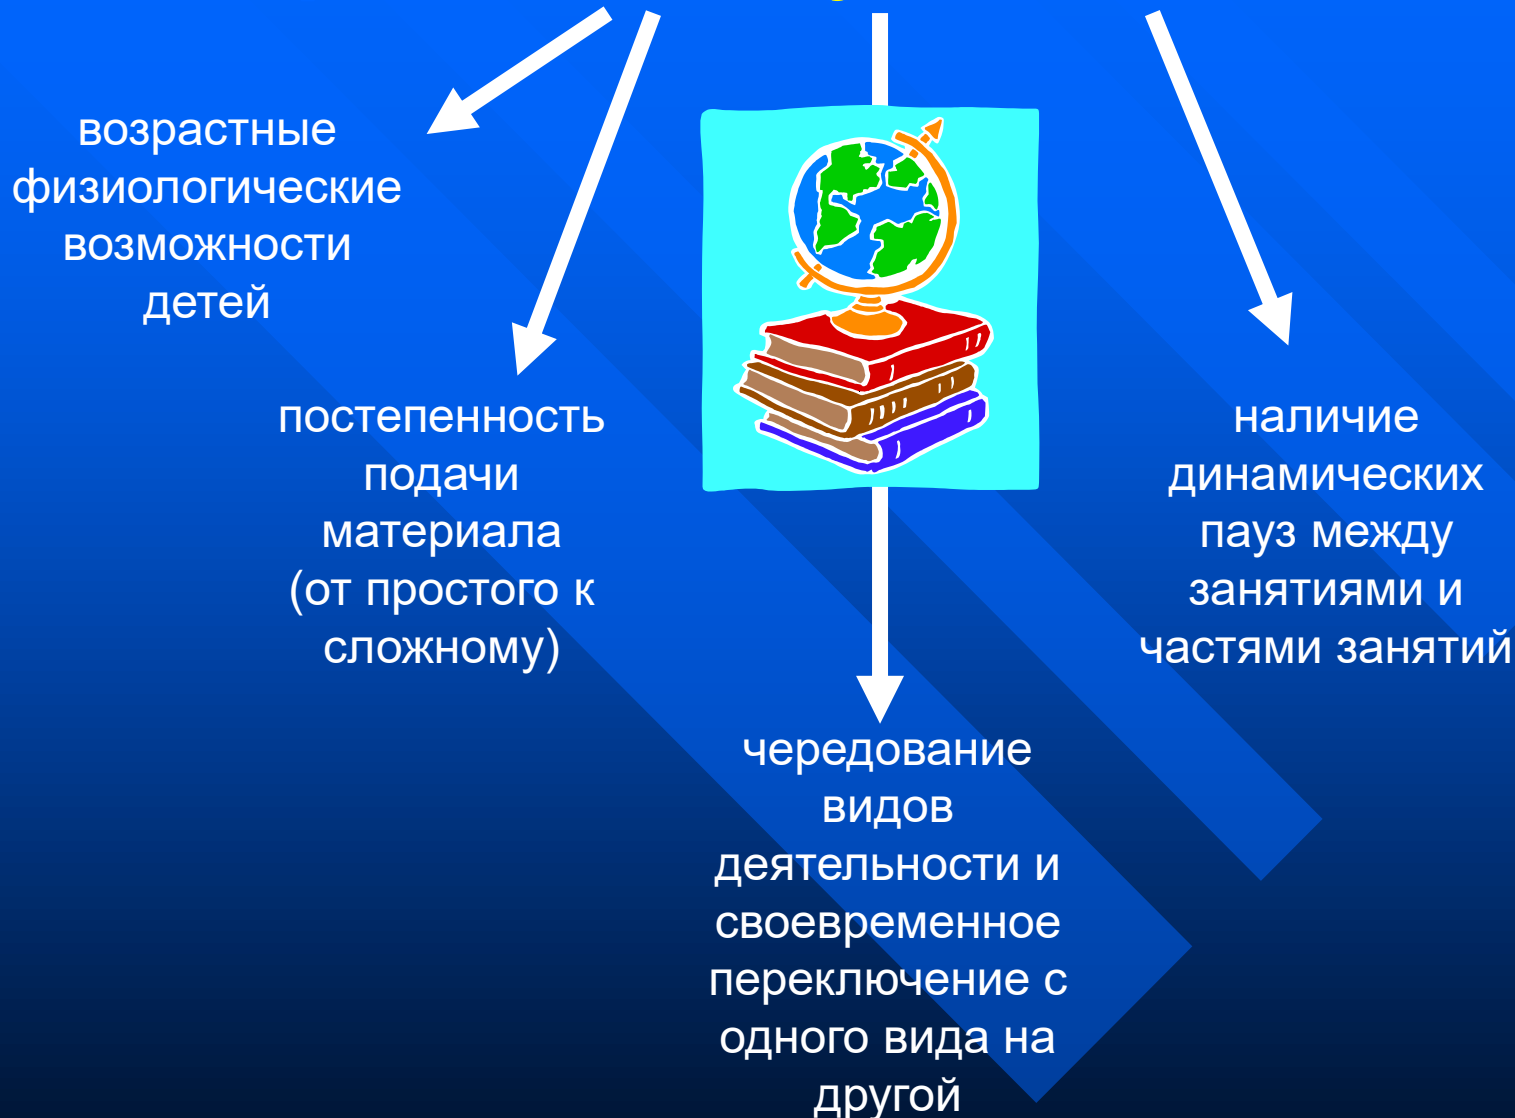 возрастные
физиологические
возможности
детей
постепенность
подачи
материала
(от простого к
сложному)
наличие
динамических
пауз между
занятиями и
частями занятий
чередование
видов
деятельности и
своевременное
переключение с
одного вида на
другой